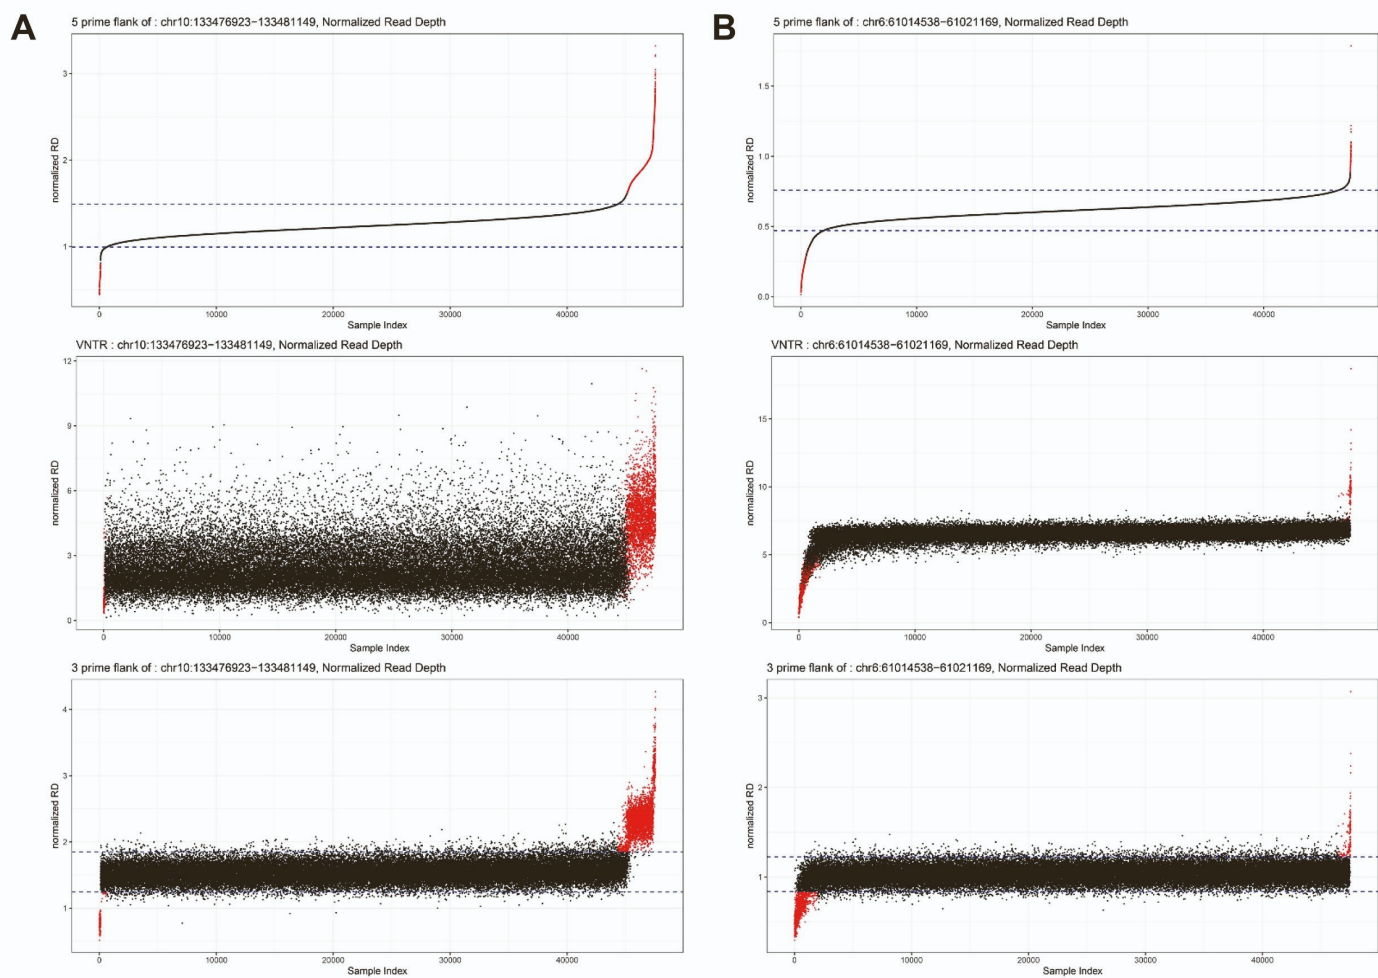 A
5 prime flank of : chr10:133476923−133481149, Normalized Read Depth
normalized RD
3
2
1
0
10000
20000
30000
40000
Sample Index
VNTR : chr10:133476923−133481149, Normalized Read Depth
normalized RD
12
9
6
3
0
0
10000
20000
30000
40000
Sample Index
3 prime flank of : chr10:133476923−133481149, Normalized Read Depth
normalized RD
4
3
2
1
0
10000
20000
30000
40000
Sample Index
B
5 prime flank of : chr6:61014538−61021169, Normalized Read Depth
normalized RD
1.5
1.0
0.5
0.0
0
10000
20000
30000
40000
Sample Index
VNTR : chr6:61014538−61021169, Normalized Read Depth
normalized RD
15
10
5
0
0
10000
20000
30000
40000
Sample Index
3 prime flank of : chr6:61014538−61021169, Normalized Read Depth
normalized RD
3
2
1
0
10000
20000
30000
40000
Sample Index